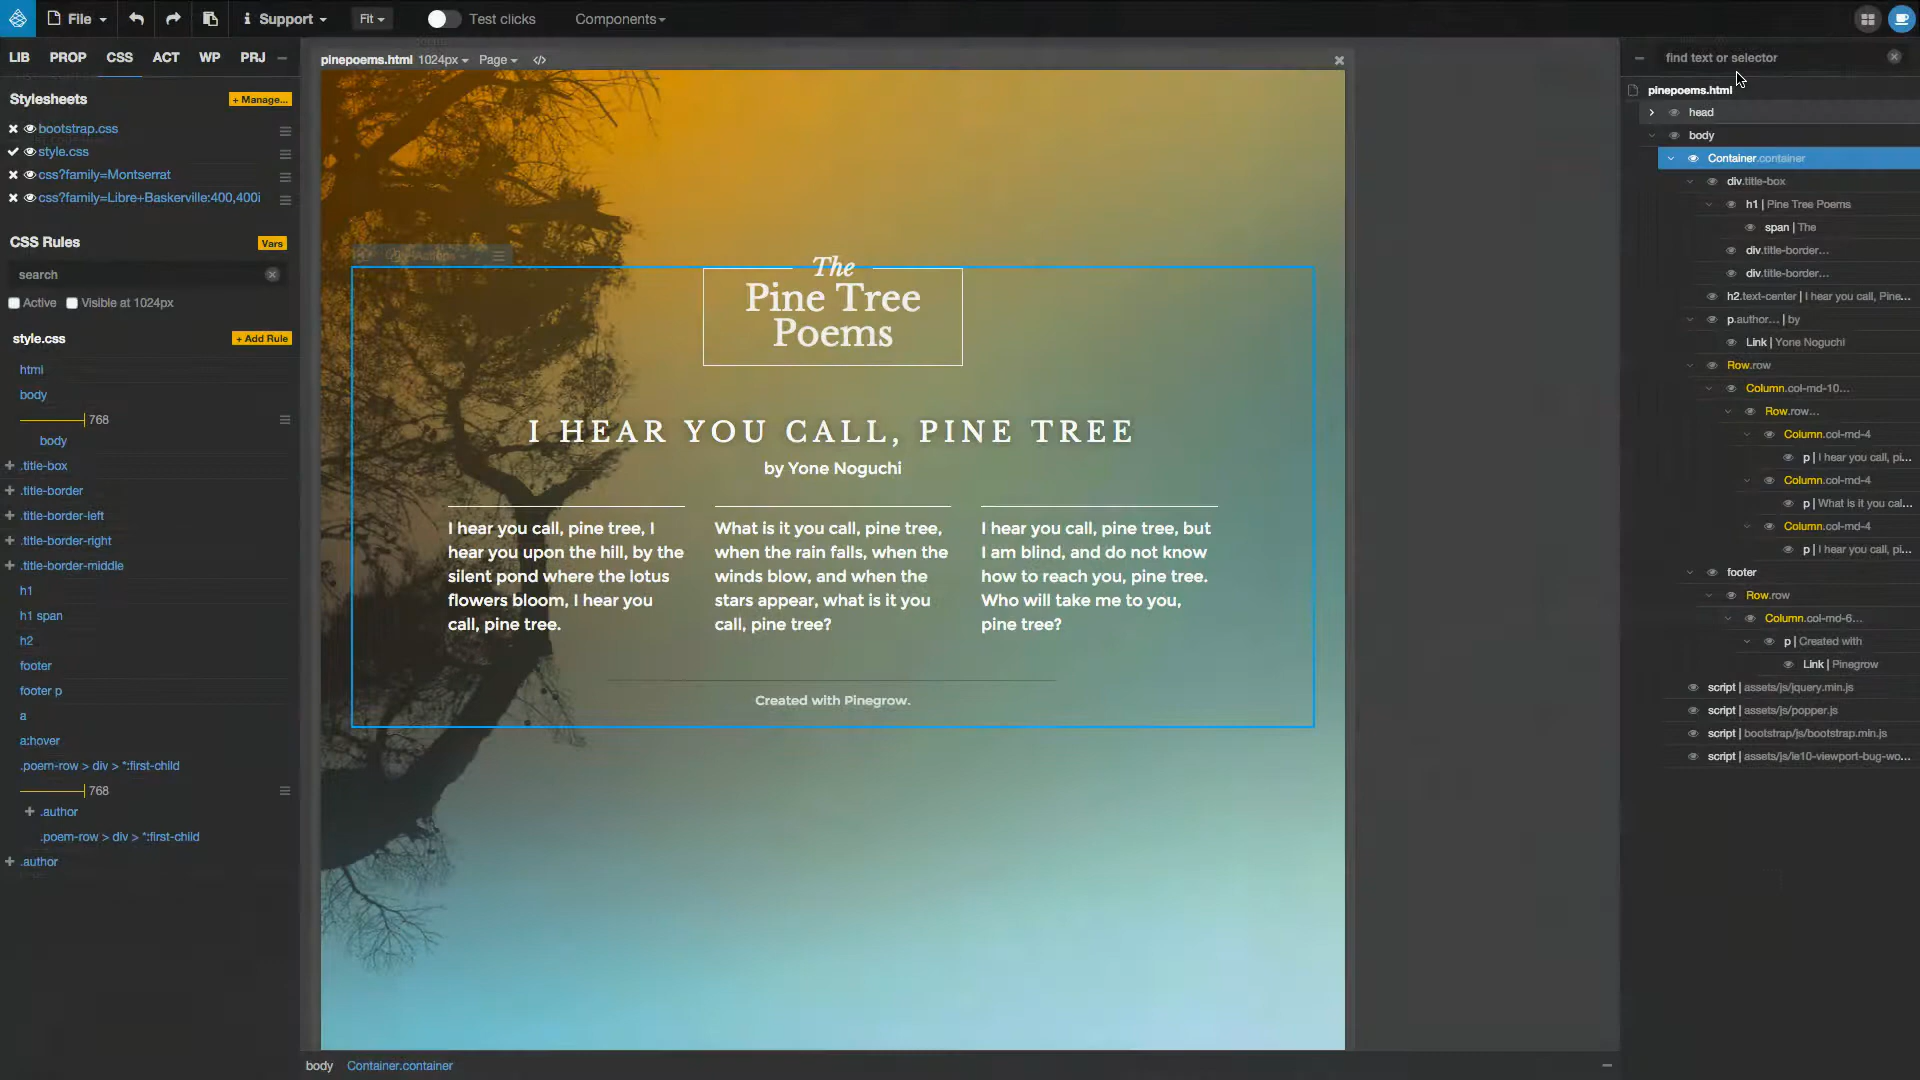 File
Support
Fit
Test clicks
Components
LIB PROP CSS ACT WP PRJ
Stylesheets
+ Manage...
bootstrap.css
style.css
css?family=Montserrat
css?family=Libre+Baskerville:400,400i
CSS Rules
Vars
search
Active Visible at 1024px
style.css
+ Add Rule
html
body
768
body
.title-box
.title-border
.title-border-left
.title-border-right
.title-border-middle
h1
h1 span
h2
footer
footer p
a
a:hover
.poem-row > div > *:first-child
768
.author
.poem-row > div > *:first-child
.author
pinepoems.html 1024px Page
The
Pine Tree
Poems
I HEAR YOU CALL, PINE TREE
by Yone Noguchi
I hear you call, pine tree, I
hear you upon the hill, by the
silent pond where the lotus
flowers bloom, I hear you
call, pine tree.
What is it you call, pine tree,
when the rain falls, when the
winds blow, and when the
stars appear, what is it you
call, pine tree?
I hear you call, pine tree, but
I am blind, and do not know
how to reach you, pine tree.
Who will take me to you,
pine tree?
Created with Pinegrow.
body Container.container
find text or selector
pinepoems.html
head
body
Container.container
div.title-box
h1 | Pine Tree Poems
span | The
div.title-border...
div.title-border...
h2.text-center | I hear you call, Pine...
p.author... | by
Link | Yone Noguchi
Row.row
Column.col-md-10...
Row.row...
Column.col-md-4
p | I hear you call, pi...
Column.col-md-4
p | What is it you cal...
Column.col-md-4
p | I hear you call, pi...
footer
Row.row
Column.col-md-6...
p | Created with
Link | Pinegrow
script | assets/js/jquery.min.js
script | assets/js/popper.js
script | bootstrap/js/bootstrap.min.js
script | assets/js/ie10-viewport-bug-wo...